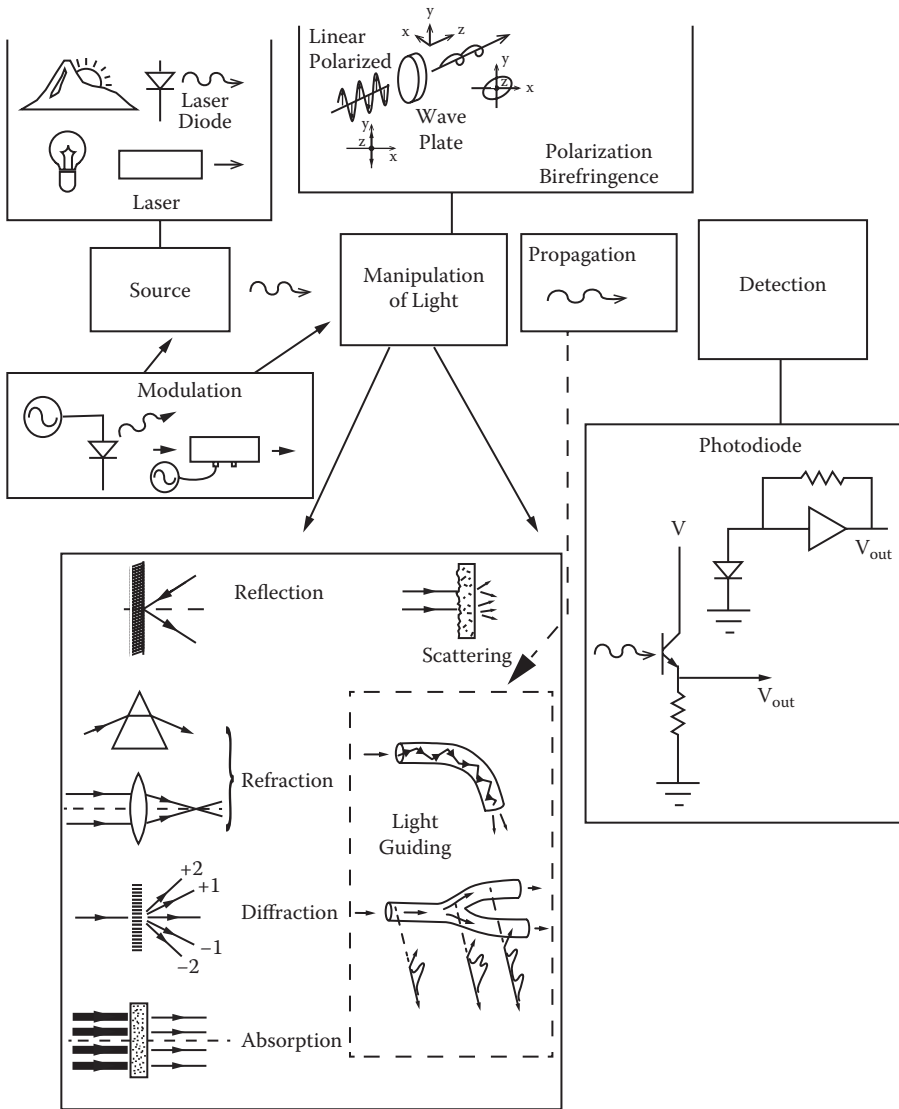 Laser
Diode
Laser
y
x
z
Linear
Polarized
Wave
Plate
y
z
x
y
z
x
Polarization
Birefringence
Source
Manipulation
of Light
Propagation
Detection
Modulation
Photodiode
V
V_out
V_out
Reflection
Scattering
Refraction
Light
Guiding
Diffraction
+2
+1
−1
−2
Absorption